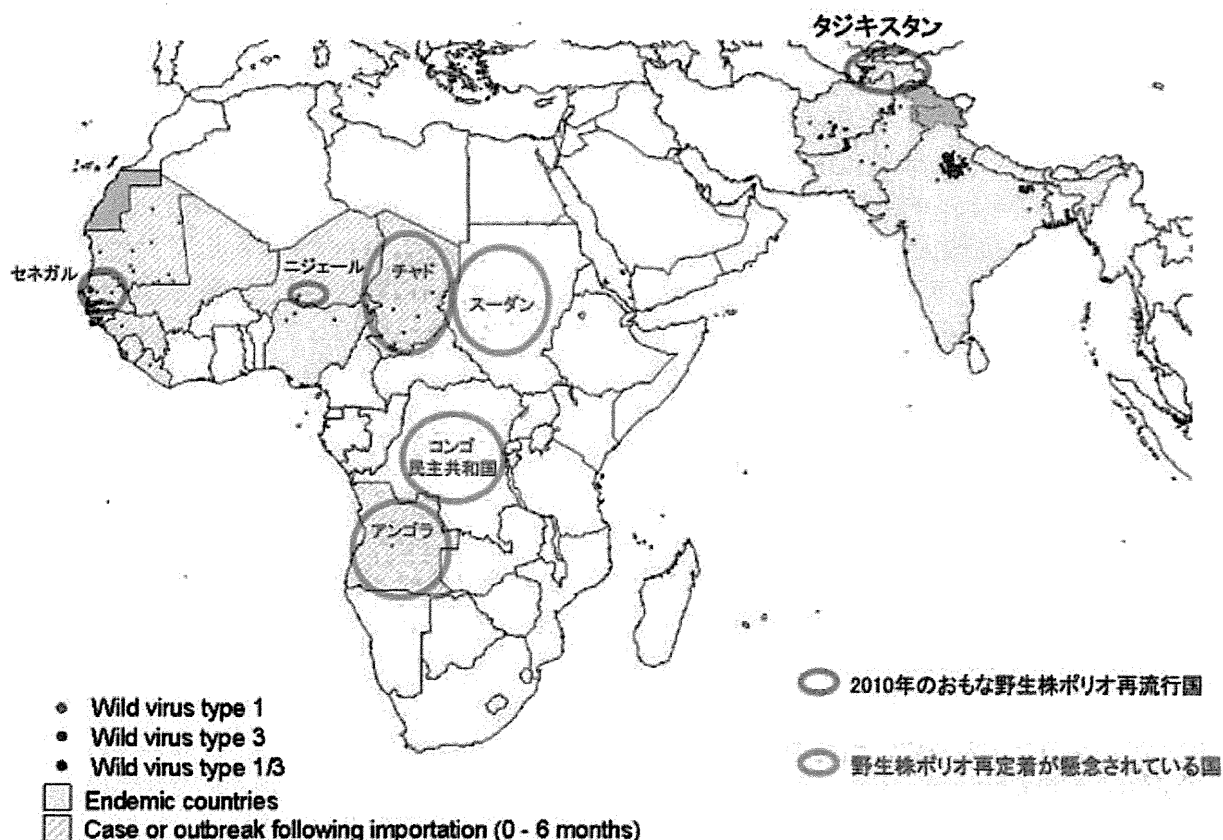 タジキスタン
セネガル
ニジェール
チャド
スーダン
コンゴ
民主共和国
アンゴラ
2010年のおもな野生株ポリオ再流行国
野生株ポリオ再定着が懸念されている国
Wild virus type 1
Wild virus type 3
Wild virus type 1/3
Endemic countries
Case or outbreak following importation (0 - 6 months)